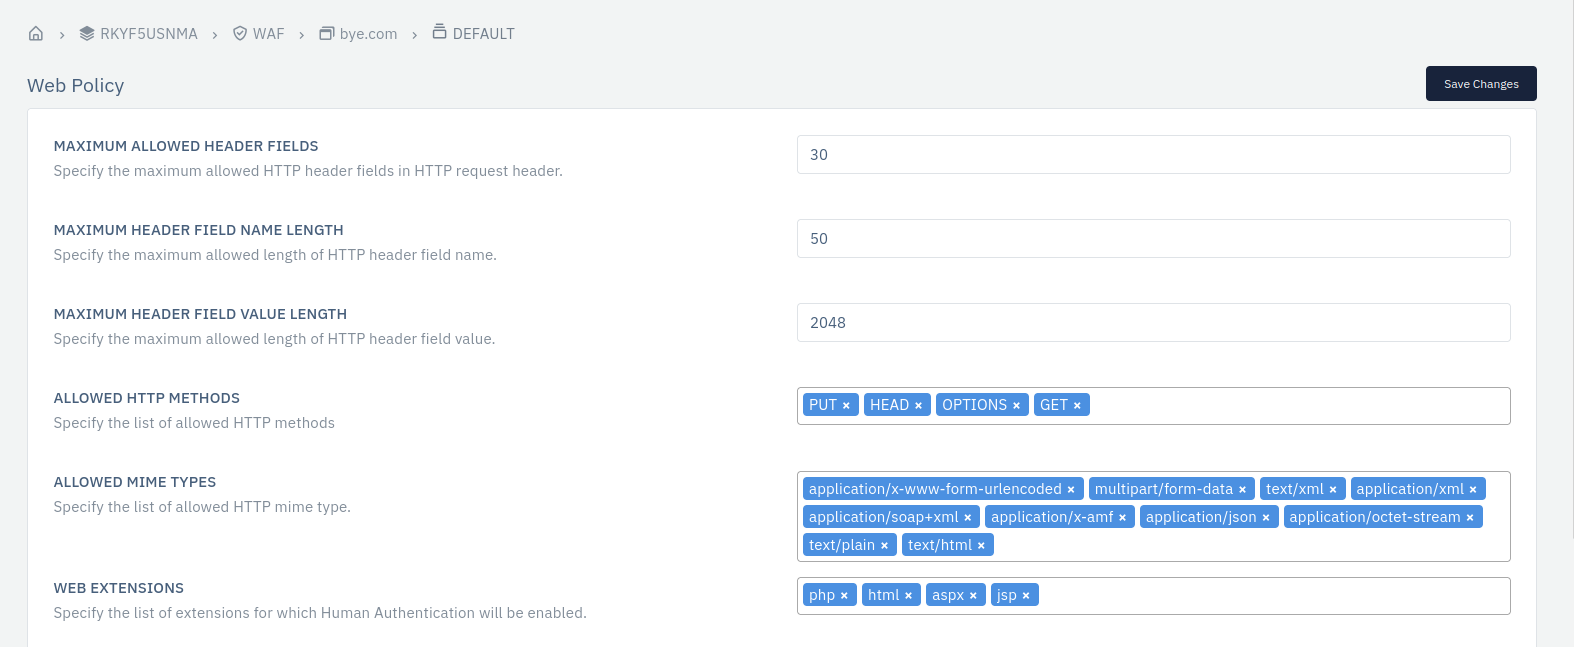 RKYF5USNMA › WAF › bye.com › DEFAULT
Web Policy
Save Changes
MAXIMUM ALLOWED HEADER FIELDS
Specify the maximum allowed HTTP header fields in HTTP request header.
30
MAXIMUM HEADER FIELD NAME LENGTH
Specify the maximum allowed length of HTTP header field name.
50
MAXIMUM HEADER FIELD VALUE LENGTH
Specify the maximum allowed length of HTTP header field value.
2048
ALLOWED HTTP METHODS
Specify the list of allowed HTTP methods
PUT × HEAD × OPTIONS × GET ×
ALLOWED MIME TYPES
Specify the list of allowed HTTP mime type.
application/x-www-form-urlencoded × multipart/form-data × text/xml × application/xml ×
application/soap+xml × application/x-amf × application/json × application/octet-stream ×
text/plain × text/html ×
WEB EXTENSIONS
Specify the list of extensions for which Human Authentication will be enabled.
php × html × aspx × jsp ×